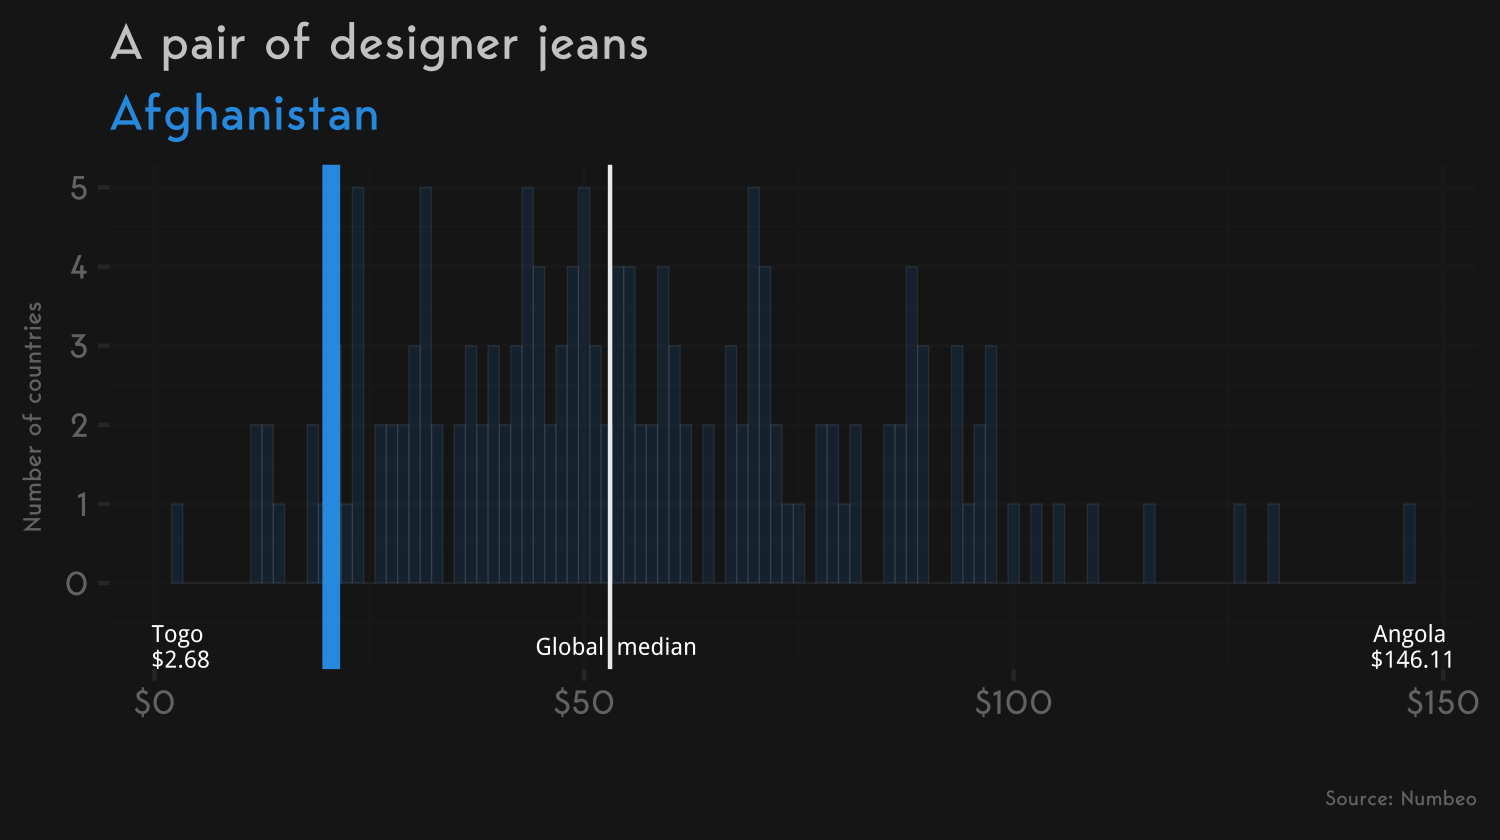 A pair of designer jeans
Afghanistan
Number of countries
5
4
3
2
1
0
Togo
$2.68
Global median
Angola
$146.11
$0 $50 $100 $150
Source: Numbeo